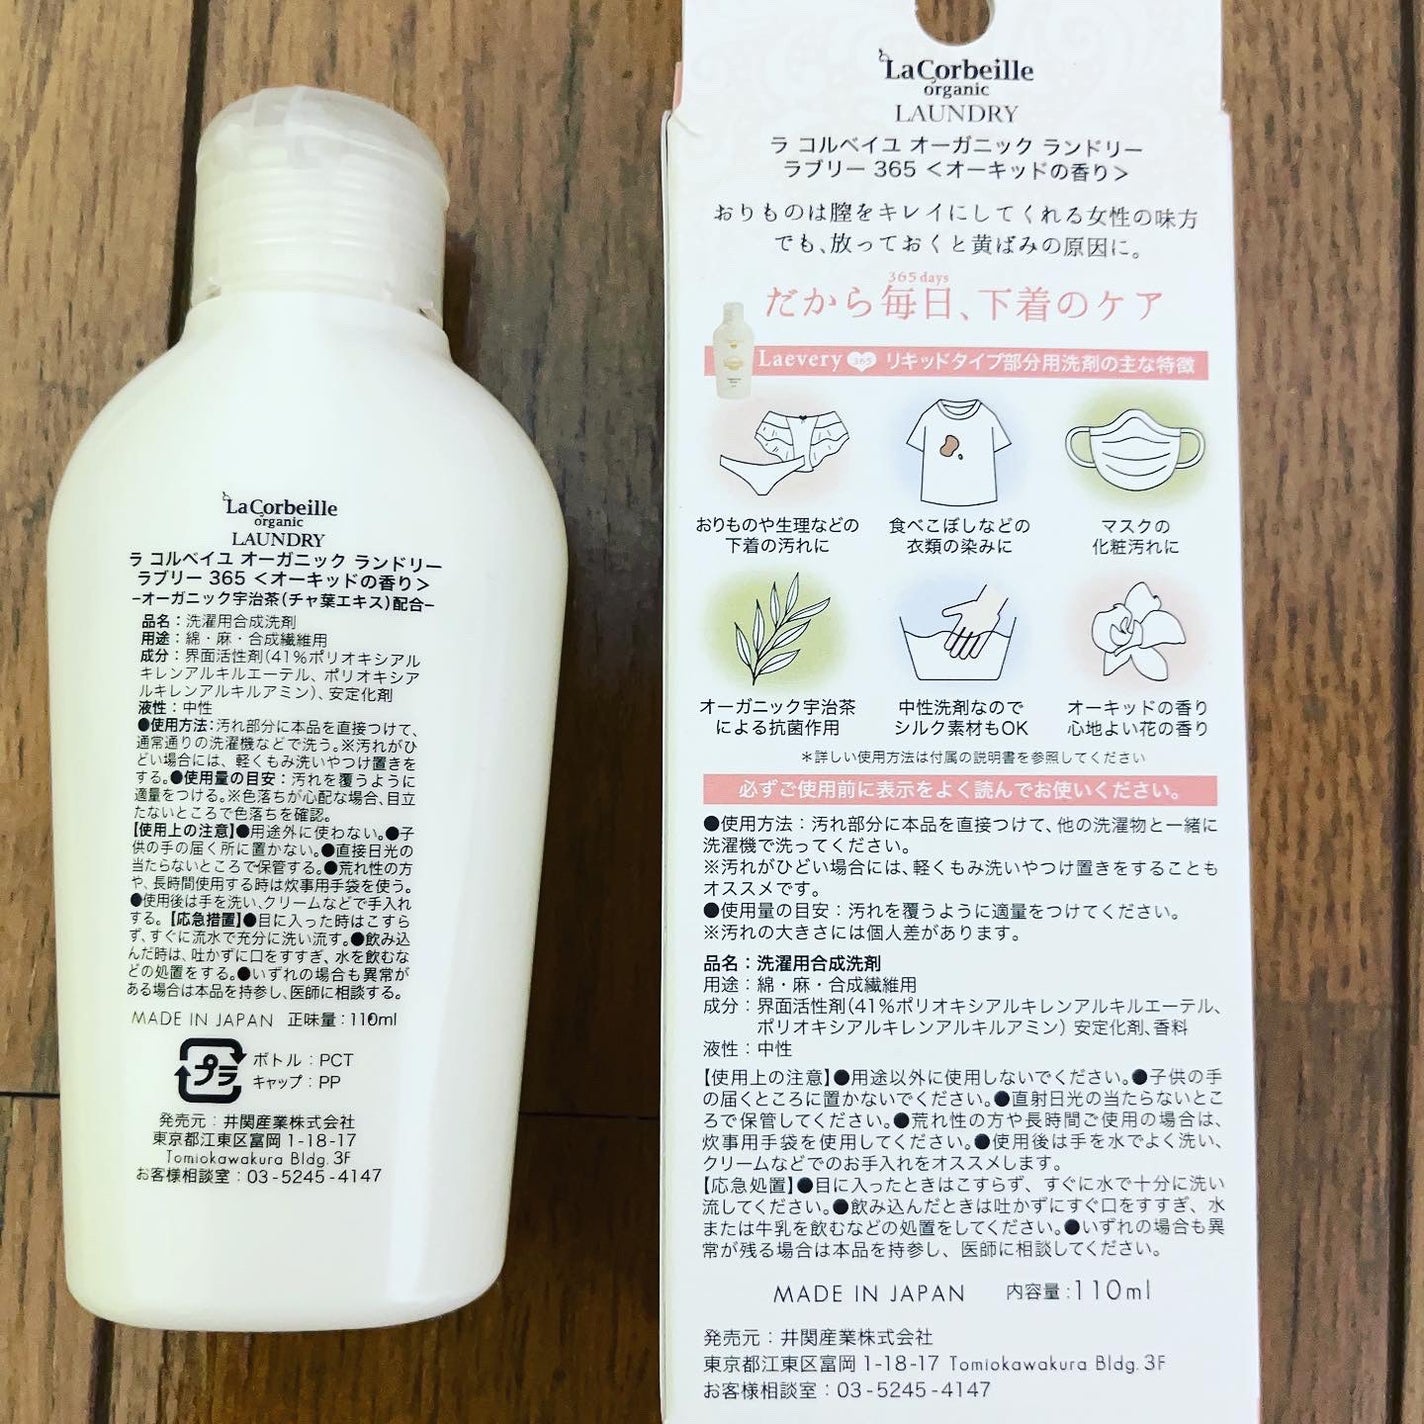 LaCorbeille
organic
LAUNDRY
ラ コルベイユ オーガニック ランドリー
ラブリー 365 ＜オーキッドの香り＞
−オーガニック宇治茶(チャ葉エキス)配合−
品名：洗濯用合成洗剤
用途：綿・麻・合成繊維用
成分：界面活性剤(41%ポリオキシアル
キレンアルキルエーテル、ポリオキシア
ルキレンアルキルアミン)、安定化剤
液性：中性
●使用方法：汚れ部分に本品を直接つけて、
通常通りの洗濯機などで洗う。※汚れがひ
どい場合には、軽くもみ洗いやつけ置きを
する。●使用量の目安：汚れを覆うように
適量をつける。※色落ちが心配な場合、目立
たないところで色落ちを確認。
【使用上の注意】●用途外に使わない。●子
供の手の届く所に置かない。●直接日光の
当たらないところで保管する。●荒れ性の方
や、長時間使用する時は炊事用手袋を使う。
●使用後は手を洗い、クリームなどで手入れ
する。【応急措置】●目に入った時はこすら
ず、すぐに流水で充分に洗い流す。●飲み込
んだ時は、吐かずに口をすすぎ、水を飲むな
どの処置をする。●いずれの場合も異常が
ある場合は本品を持参し、医師に相談する。
MADE IN JAPAN 正味量：110ml
プラ
ボトル：PCT
キャップ：PP
発売元：井関産業株式会社
東京都江東区富岡 1-18-17
Tomiokawakura Bldg. 3F
お客様相談室：03-5245-4147
LaCorbeille
organic
LAUNDRY
ラ コルベイユ オーガニック ランドリー
ラブリー 365 ＜オーキッドの香り＞
おりものは膣をキレイにしてくれる女性の味方
でも、放っておくと黄ばみの原因に。
365 days
だから毎日、下着のケア
Laevery 365 リキッドタイプ部分用洗剤の主な特徴
おりものや生理などの
下着の汚れに
食べこぼしなどの
衣類の染みに
マスクの
化粧汚れに
オーガニック宇治茶
による抗菌作用
中性洗剤なので
シルク素材もOK
オーキッドの香り
心地よい花の香り
＊詳しい使用方法は付属の説明書を参照してください
必ずご使用前に表示をよく読んでお使いください。
●使用方法：汚れ部分に本品を直接つけて、他の洗濯物と一緒に
洗濯機で洗ってください。
※汚れがひどい場合には、軽くもみ洗いやつけ置きをすることも
オススメです。
●使用量の目安：汚れを覆うように適量をつけてください。
※汚れの大きさには個人差があります。
品名：洗濯用合成洗剤
用途：綿・麻・合成繊維用
成分：界面活性剤(41%ポリオキシアルキレンアルキルエーテル、
ポリオキシアルキレンアルキルアミン) 安定化剤、香料
液性：中性
【使用上の注意】●用途以外に使用しないでください。●子供の手
の届くところに置かないでください。●直射日光の当たらないとこ
ろで保管してください。●荒れ性の方や長時間ご使用の場合は、
炊事用手袋を使用してください。●使用後は手を水でよく洗い、
クリームなどでのお手入れをオススメします。
【応急処置】●目に入ったときはこすらず、すぐに水で十分に洗い
流してください。●飲み込んだときは吐かずにすぐ口をすすぎ、水
または牛乳を飲むなどの処置をしてください。●いずれの場合も異
常が残る場合は本品を持参し、医師に相談してください。
MADE IN JAPAN 内容量：110ml
発売元：井関産業株式会社
東京都江東区富岡 1-18-17 Tomiokawakura Bldg. 3F
お客様相談室：03-5245-4147